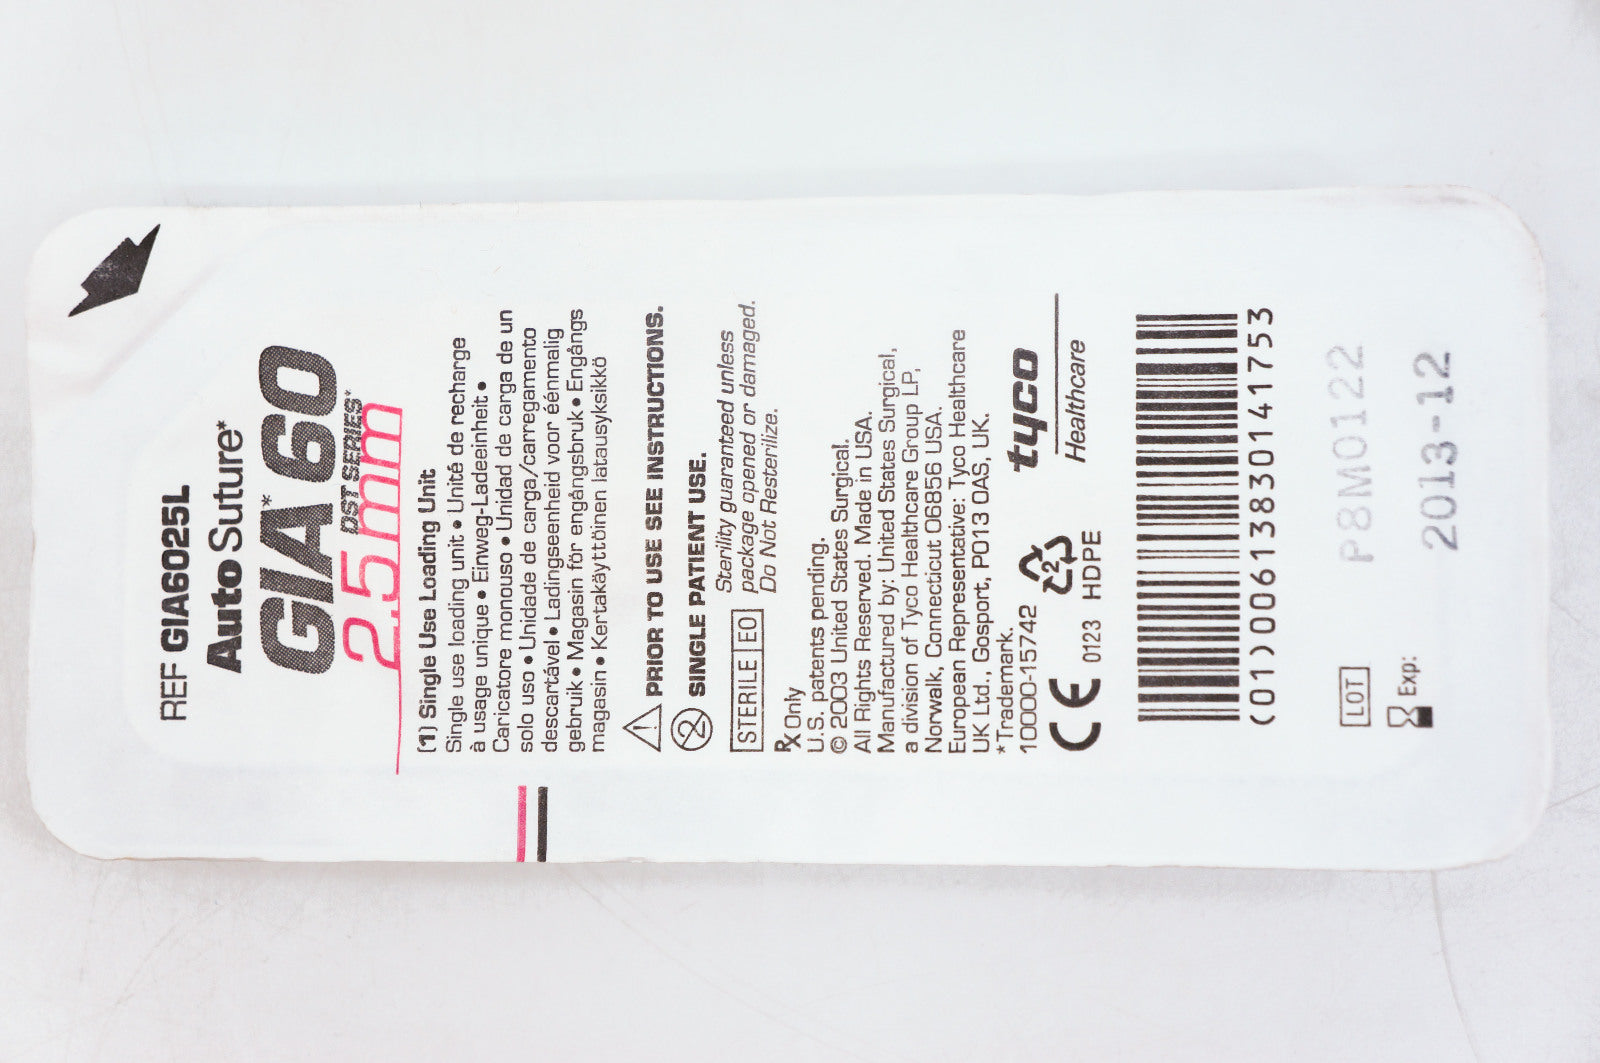 REF GIA6025L
Auto Suture*
GIA* 60
DST SERIES*
2.5mm
(1) Single Use Loading Unit
Single use loading unit • Unité de recharge
à usage unique • Einweg-Ladeeinheit •
Caricatore monouso • Unidad de carga de un
solo uso • Unidade de carga/carregamento
descartável • Ladingseenheid voor éénmalig
gebruik • Magasin för engångsbruk • Engångs
magasin • Kertakäyttöinen latausyksikkö
PRIOR TO USE SEE INSTRUCTIONS.
2 SINGLE PATIENT USE.
STERILE EO
Sterility guaranteed unless
package opened or damaged.
Do Not Resterilize.
Rx Only
U.S. patents pending.
© 2003 United States Surgical.
All Rights Reserved. Made in USA.
Manufactured by: United States Surgical,
a division of Tyco Healthcare Group LP,
Norwalk, Connecticut 06856 USA.
European Representative: Tyco Healthcare
UK Ltd., Gosport, PO13 0AS, UK.
*Trademark.
10000-15742
CE 0123
2 HDPE
tyco
Healthcare
(01)00613830141753
LOT P8M0122
Exp: 2013-12